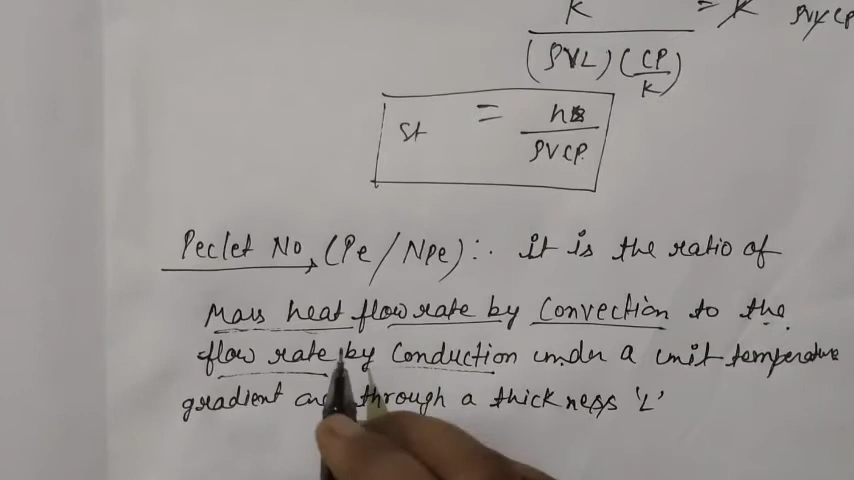 K = K
(ρVL) (CP/K) ρVCP
St = h/ρVCP
Peclet No (Pe/Npe):- it is the ratio of
Mass heat flow rate by Convection to the
flow rate by Conduction under a unit temperature
gradient through a thickness 'L'